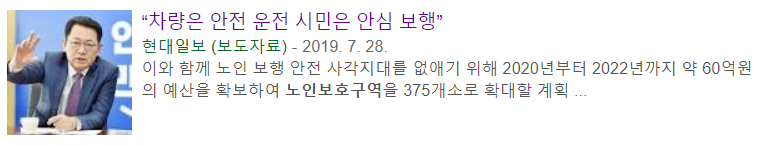 “차량은 안전 운전 시민은 안심 보행”
현대일보 (보도자료) - 2019. 7. 28.
이와 함께 노인 보행 안전 사각지대를 없애기 위해 2020년부터 2022년까지 약 60억원
의 예산을 확보하여 노인보호구역을 375개소로 확대할 계획 ...